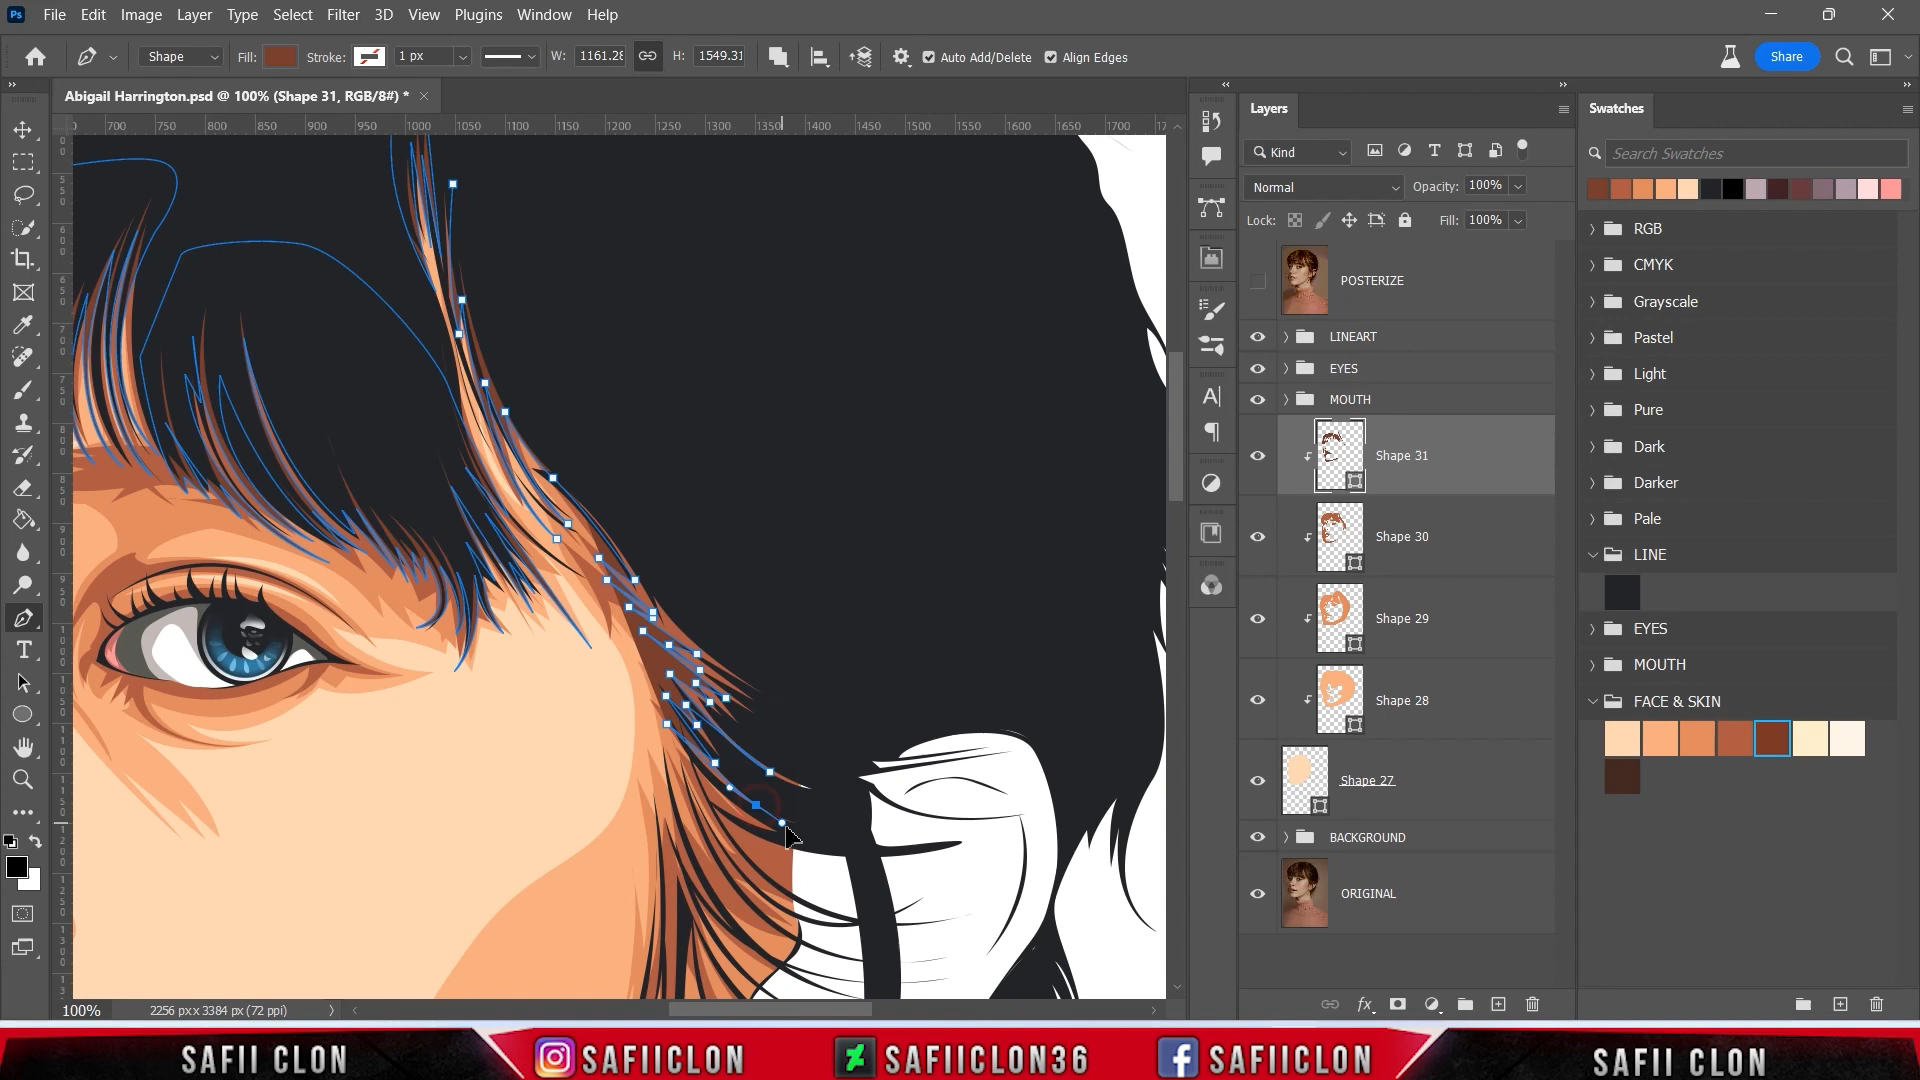 Ps File Edit Image Layer Type Select Filter 3D View Plugins Window Help
Shape Fill: Stroke: 1 px W: 1161.28 H: 1549.31 Auto Add/Delete Align Edges Share
Abigail Harrington.psd @ 100% (Shape 31, RGB/8#) *
700 750 800 850 900 950 1000 1050 1100 1150 1200 1250 1300 1350 1400 1450 1500 1550 1600 1650 1700
Layers
Kind
Normal Opacity: 100%
Lock: Fill: 100%
POSTERIZE
LINEART
EYES
MOUTH
Shape 31
Shape 30
Shape 29
Shape 28
Shape 27
BACKGROUND
ORIGINAL
Swatches
Search Swatches
RGB
CMYK
Grayscale
Pastel
Light
Pure
Dark
Darker
Pale
LINE
EYES
MOUTH
FACE & SKIN
100% 2256 px x 3384 px (72 ppi)
SAFII CLON SAFIICLON SAFIICLON36 SAFIICLON SAFII CLON